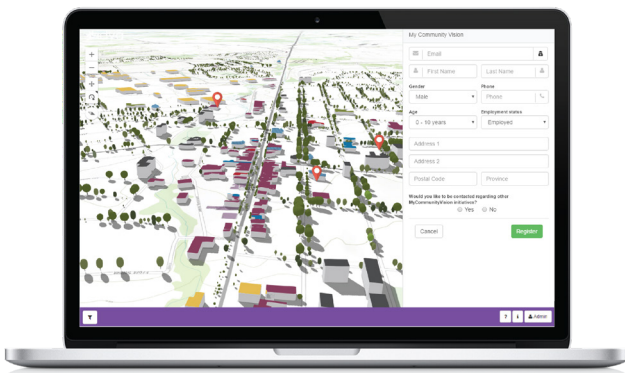 My Community Vision
Email
First Name
Last Name
Gender
Phone
Male
Phone
Age
Employment status
0 - 10 years
Employed
Address 1
Address 2
Postal Code
Province
Would you like to be contacted regarding other
MyCommunityVision initiatives?
Yes
No
Cancel
Register
Admin